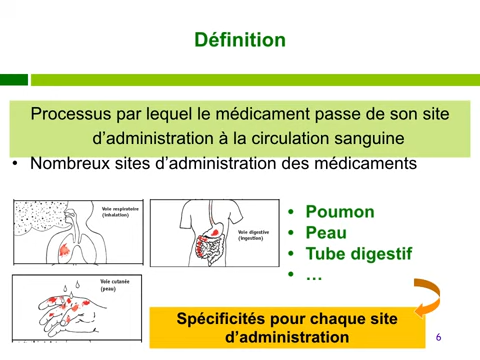 Définition
Processus par lequel le médicament passe de son site
d’administration à la circulation sanguine
• Nombreux sites d’administration des médicaments
Voie respiratoire
(inhalation)
Voie digestive
(ingestion)
Voie cutanée
(peau)
• Poumon
• Peau
• Tube digestif
• …
Spécificités pour chaque site
d’administration
6